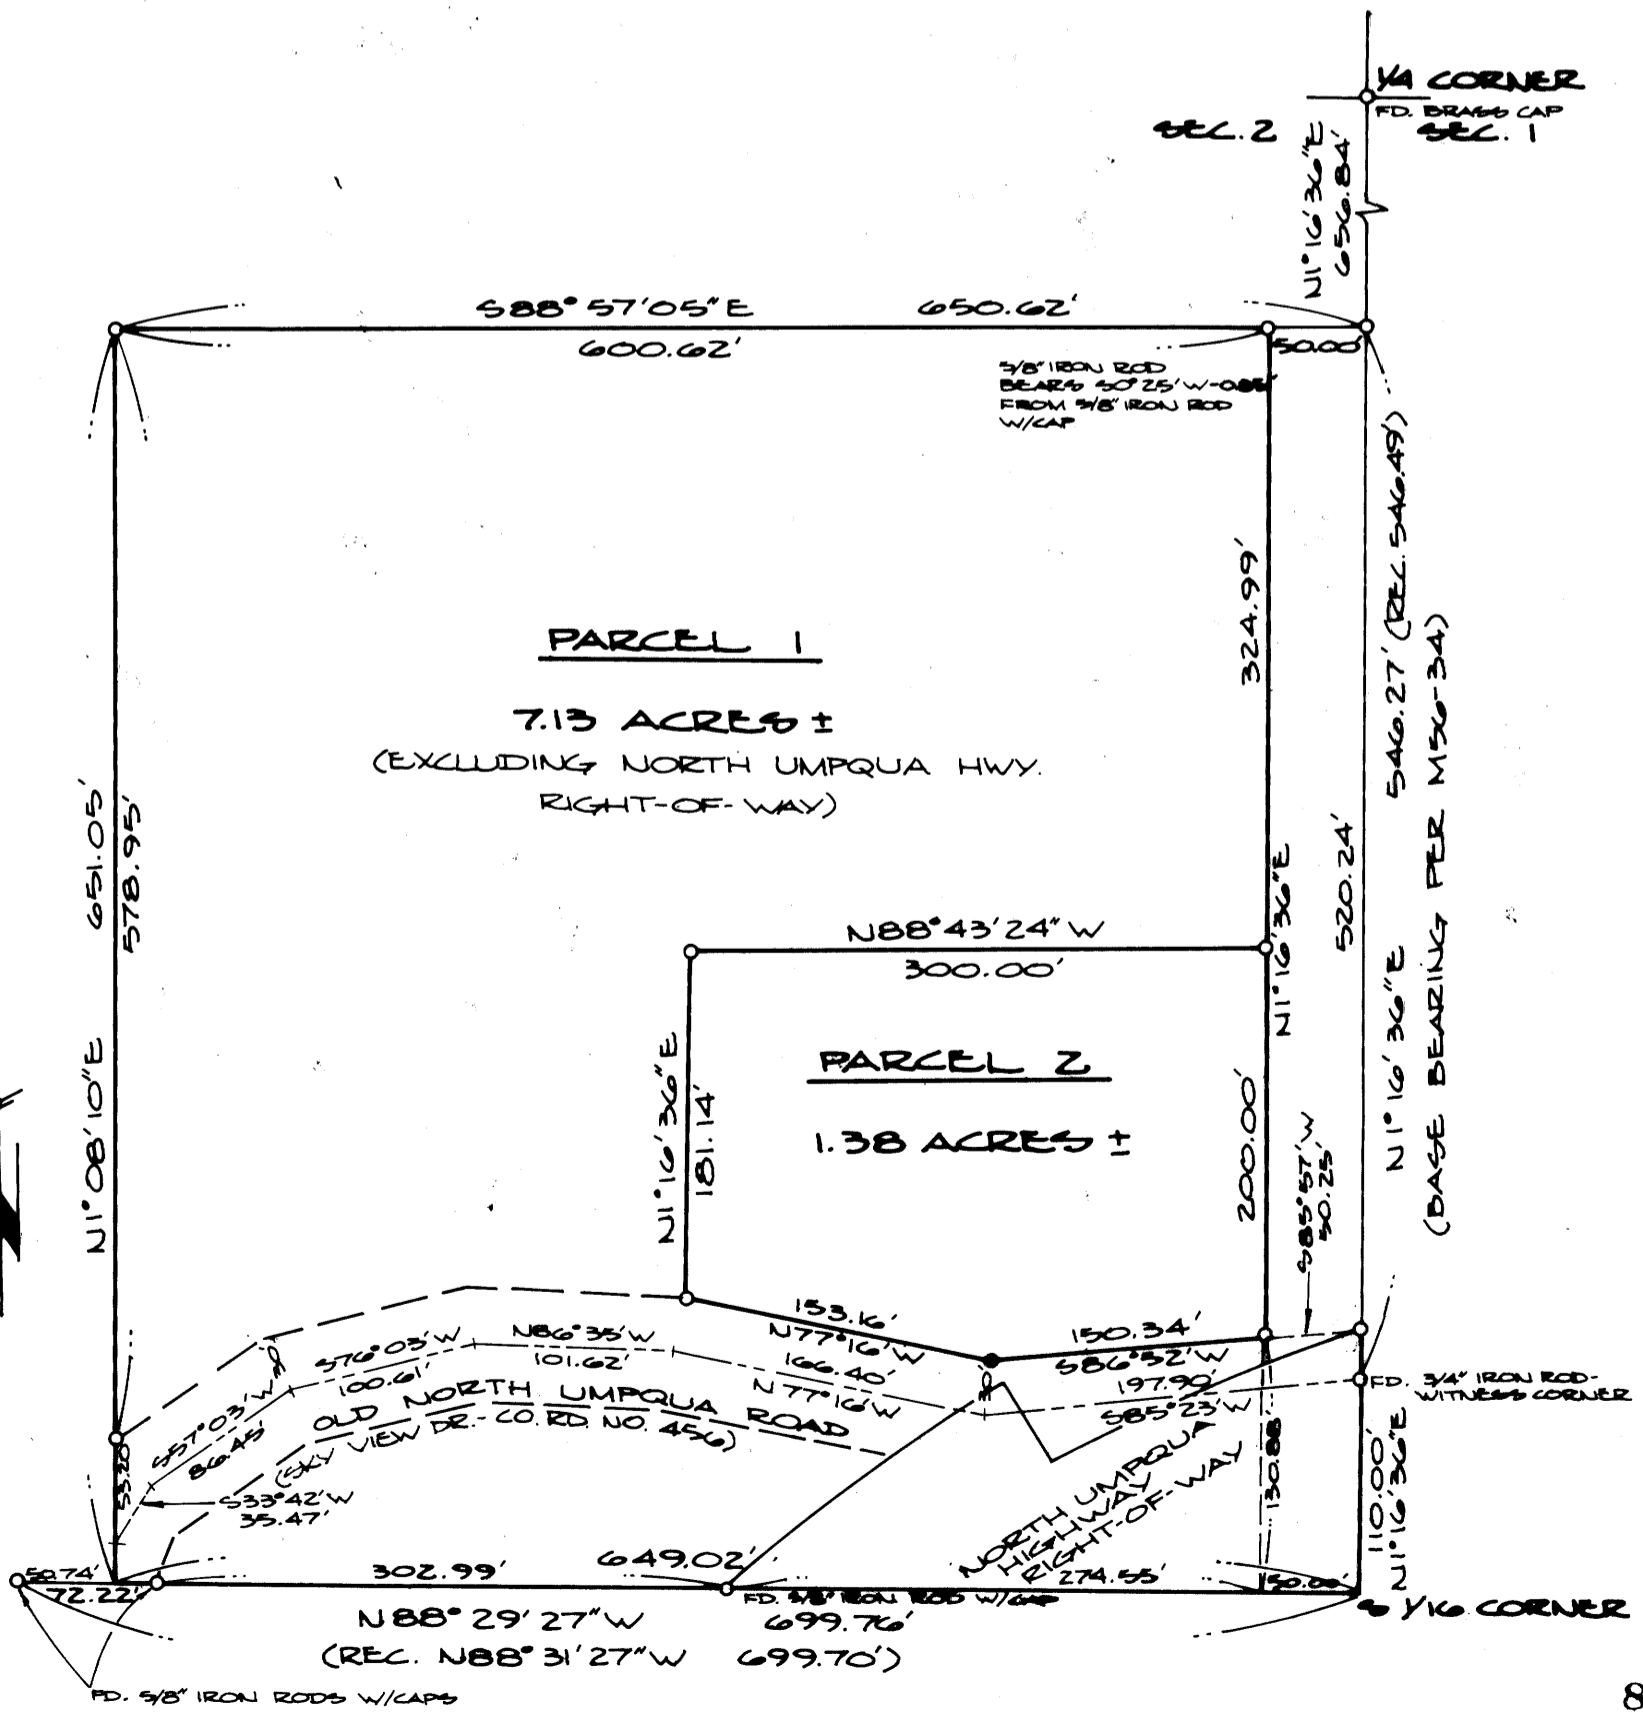 1/4 CORNER
FD. BRASS CAP
SEC. 2
SEC. 1
N1°16'36"E
656.84'
S88°57'05"E 650.62'
600.62'
50.00'
5/8" IRON ROD
BEARS S0°25'W-0.85'
FROM 5/8" IRON ROD
W/CAP
546.27' (REC. 546.49')
N1°16'36"E
(BASE BEARING PER M56-34)
520.24'
324.99'
N1°16'36"E
PARCEL 1
7.13 ACRES ±
(EXCLUDING NORTH UMPQUA HWY.
RIGHT-OF-WAY)
651.05'
578.95'
N1°08'10"E
N88°43'24"W
300.00'
PARCEL 2
1.38 ACRES ±
N1°16'36"E
181.14'
200.00'
S85°57'W
50.25'
153.16'
N77°16'W
166.40'
N77°16'W
150.34'
S86°32'W
197.90'
S85°23'W
30'
30'
S76°03'W
100.61'
N86°35'W
101.62'
S57°03'W
86.45'
S33°42'W
35.47'
53.20'
OLD NORTH UMPQUA ROAD
(SKY VIEW DR.- CO. RD. NO. 456)
FD. 3/4" IRON ROD-
WITNESS CORNER
130.88'
110.00'
N1°16'36"E
NORTH UMPQUA
HIGHWAY
RIGHT-OF-WAY
50.74'
72.22'
302.99'
649.02'
274.55'
50.00'
FD. 5/8" IRON ROD W/CAP
S 1/16 CORNER
N88°29'27"W 699.76'
(REC. N88°31'27"W 699.70')
FD. 5/8" IRON RODS W/CAPS
8